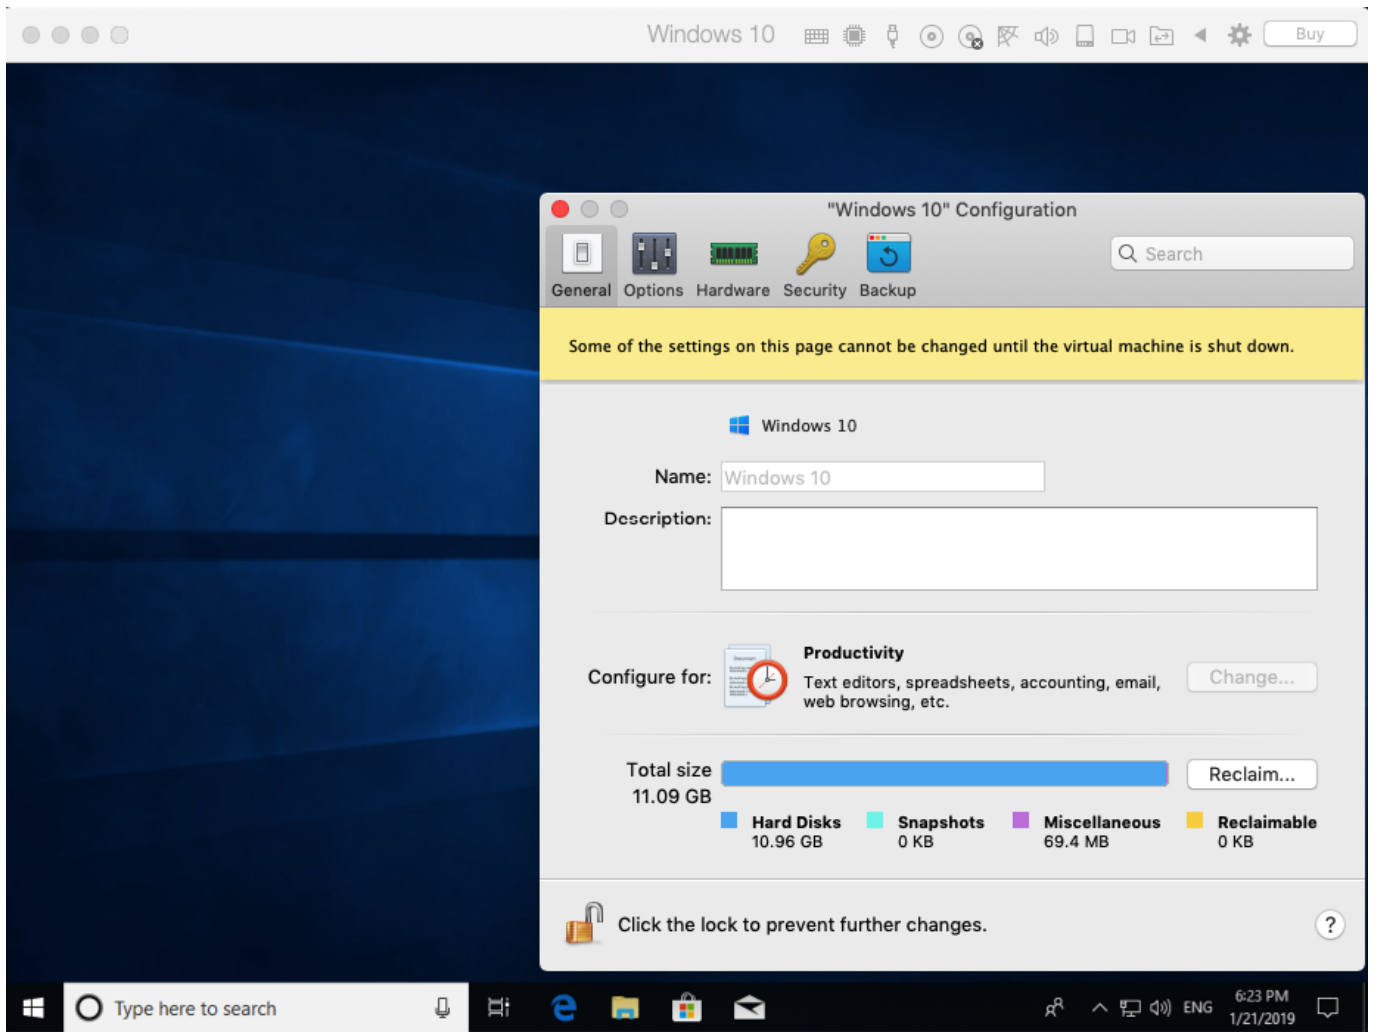 Windows 10
Buy
"Windows 10" Configuration
General Options Hardware Security Backup
Search
Some of the settings on this page cannot be changed until the virtual machine is shut down.
Windows 10
Name: Windows 10
Description:
Configure for:
Productivity
Text editors, spreadsheets, accounting, email,
web browsing, etc.
Change...
Total size
11.09 GB
Reclaim...
Hard Disks
10.96 GB
Snapshots
0 KB
Miscellaneous
69.4 MB
Reclaimable
0 KB
Click the lock to prevent further changes.
?
Type here to search
ENG
6:23 PM
1/21/2019